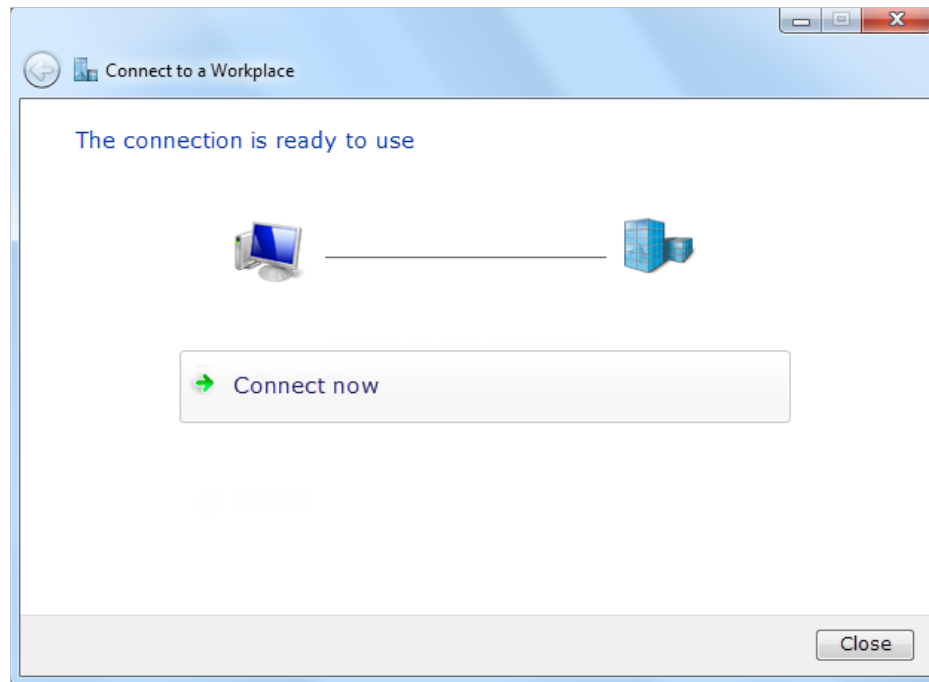 Connect to a Workplace
The connection is ready to use
Connect now
Close